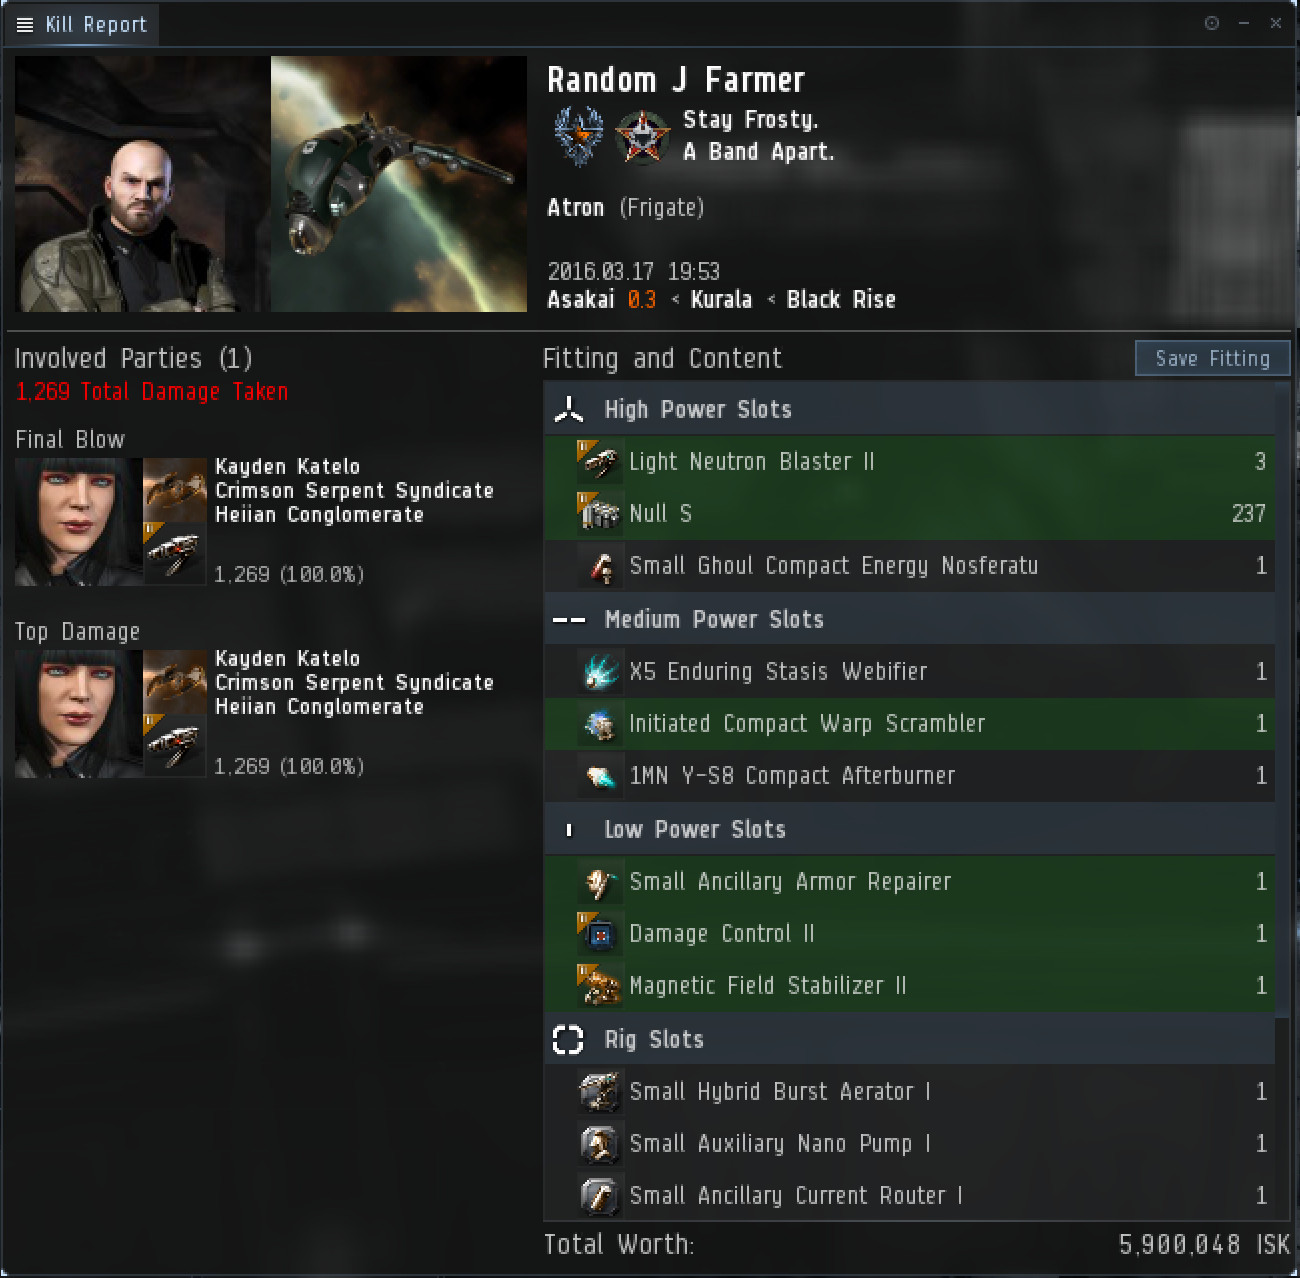 Kill Report
Random J Farmer
Stay Frosty.
A Band Apart.
Atron (Frigate)
2016.03.17 19:53
Asakai 0.3 < Kurala < Black Rise
Involved Parties (1)
1,269 Total Damage Taken
Final Blow
Kayden Katelo
Crimson Serpent Syndicate
Heiian Conglomerate
1,269 (100.0%)
Top Damage
Kayden Katelo
Crimson Serpent Syndicate
Heiian Conglomerate
1,269 (100.0%)
Fitting and Content
Save Fitting
High Power Slots
Light Neutron Blaster II 3
Null S 237
Small Ghoul Compact Energy Nosferatu 1
Medium Power Slots
X5 Enduring Stasis Webifier 1
Initiated Compact Warp Scrambler 1
1MN Y-S8 Compact Afterburner 1
Low Power Slots
Small Ancillary Armor Repairer 1
Damage Control II 1
Magnetic Field Stabilizer II 1
Rig Slots
Small Hybrid Burst Aerator I 1
Small Auxiliary Nano Pump I 1
Small Ancillary Current Router I 1
Total Worth: 5,900,048 ISK